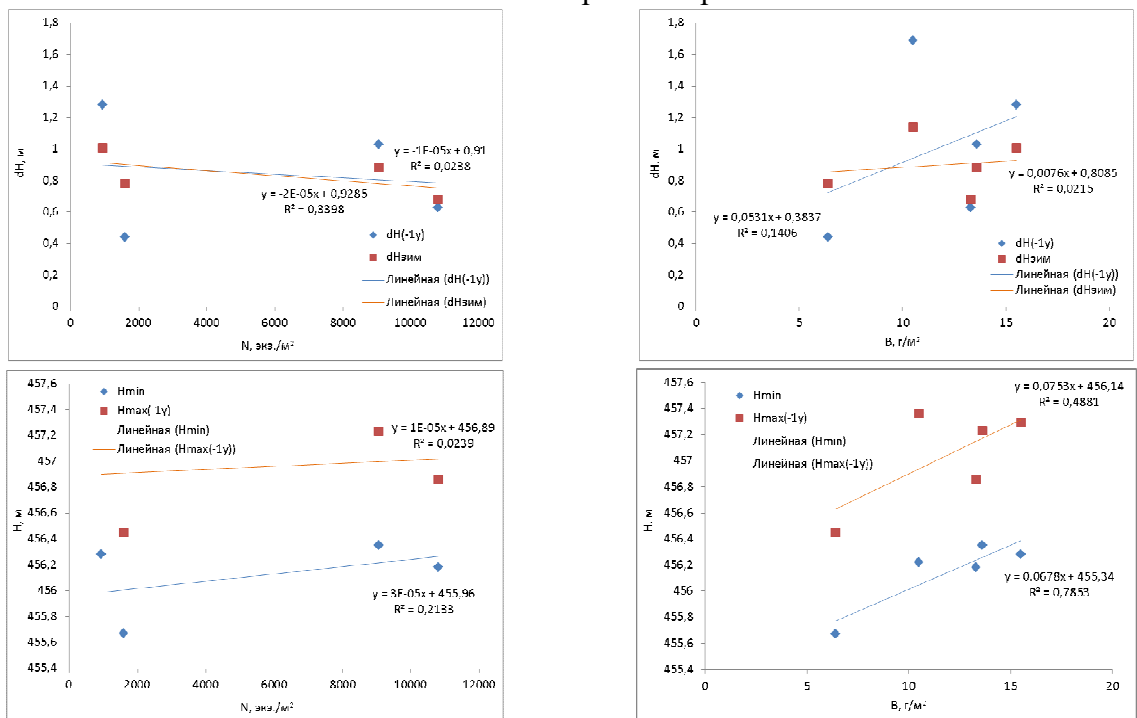 1,8
1,6
1,4
1,2
1
0,8
0,6
0,4
0,2
0
dH, м
y = -1E-05x + 0,91
R² = 0,0238
y = -2E-05x + 0,9285
R² = 0,3398
dH(-1y)
dHзим
Линейная (dH(-1y))
Линейная (dHзим)
0 2000 4000 6000 8000 10000 12000
N, экз./м²
1,8
1,6
1,4
1,2
1
0,8
0,6
0,4
0,2
0
dH, м
y = 0,0076x + 0,8085
R² = 0,0215
y = 0,0531x + 0,3837
R² = 0,1406
dH(-1y)
dHзим
Линейная (dH(-1y))
Линейная (dHзим)
0 5 10 15 20
B, г/м²
457,6
457,4
457,2
457
456,8
456,6
456,4
456,2
456
455,8
455,6
455,4
H, м
Hmin
Hmax(-1y)
Линейная (Hmin)
Линейная (Hmax(-1y))
y = 1E-05x + 456,89
R² = 0,0239
y = 3E-05x + 455,96
R² = 0,2133
0 2000 4000 6000 8000 10000 12000
N, экз./м²
457,6
457,4
457,2
457
456,8
456,6
456,4
456,2
456
455,8
455,6
455,4
H, м
Hmin
Hmax(-1y)
Линейная (Hmin)
Линейная (Hmax(-1y))
y = 0,0753x + 456,14
R² = 0,4881
y = 0,0678x + 455,34
R² = 0,7853
0 5 10 15 20
B, г/м²